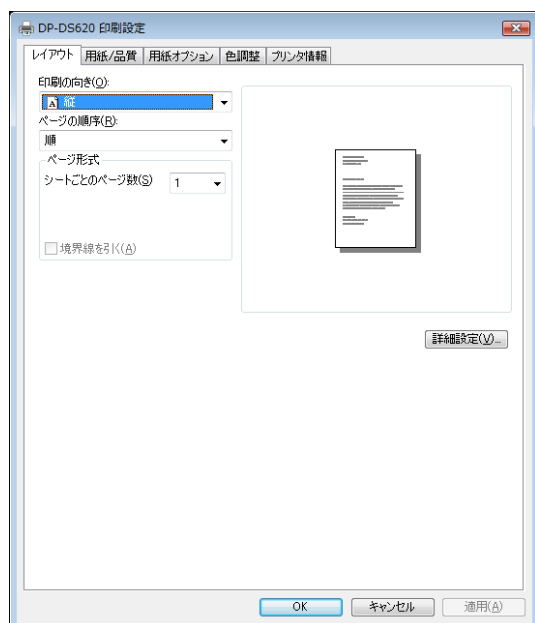 DP-DS620 印刷設定
レイアウト 用紙/品質 用紙オプション 色調整 プリンタ情報
印刷の向き(O):
縦
ページの順序(R):
順
ページ形式
シートごとのページ数(S) 1
境界線を引く(A)
詳細設定(V)...
OK キャンセル 適用(A)